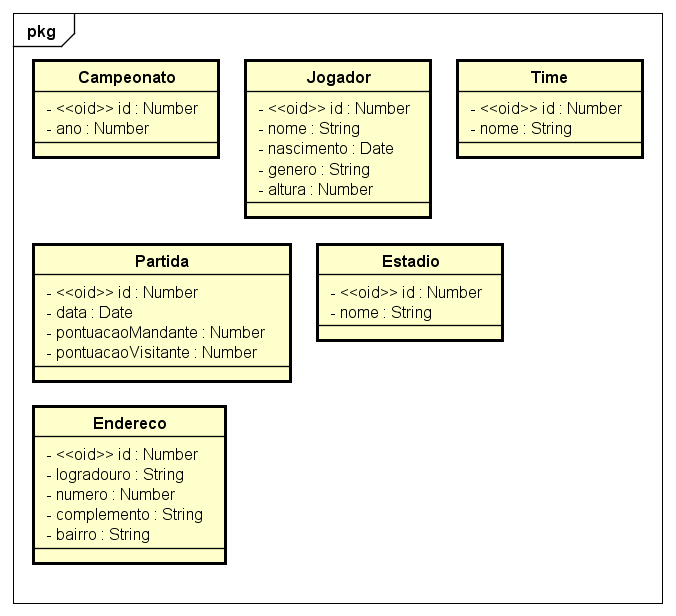 pkg
Campeonato
- <<oid>> id : Number
- ano : Number
Jogador
- <<oid>> id : Number
- nome : String
- nascimento : Date
- genero : String
- altura : Number
Time
- <<oid>> id : Number
- nome : String
Partida
- <<oid>> id : Number
- data : Date
- pontuacaoMandante : Number
- pontuacaoVisitante : Number
Estadio
- <<oid>> id : Number
- nome : String
Endereco
- <<oid>> id : Number
- logradouro : String
- numero : Number
- complemento : String
- bairro : String